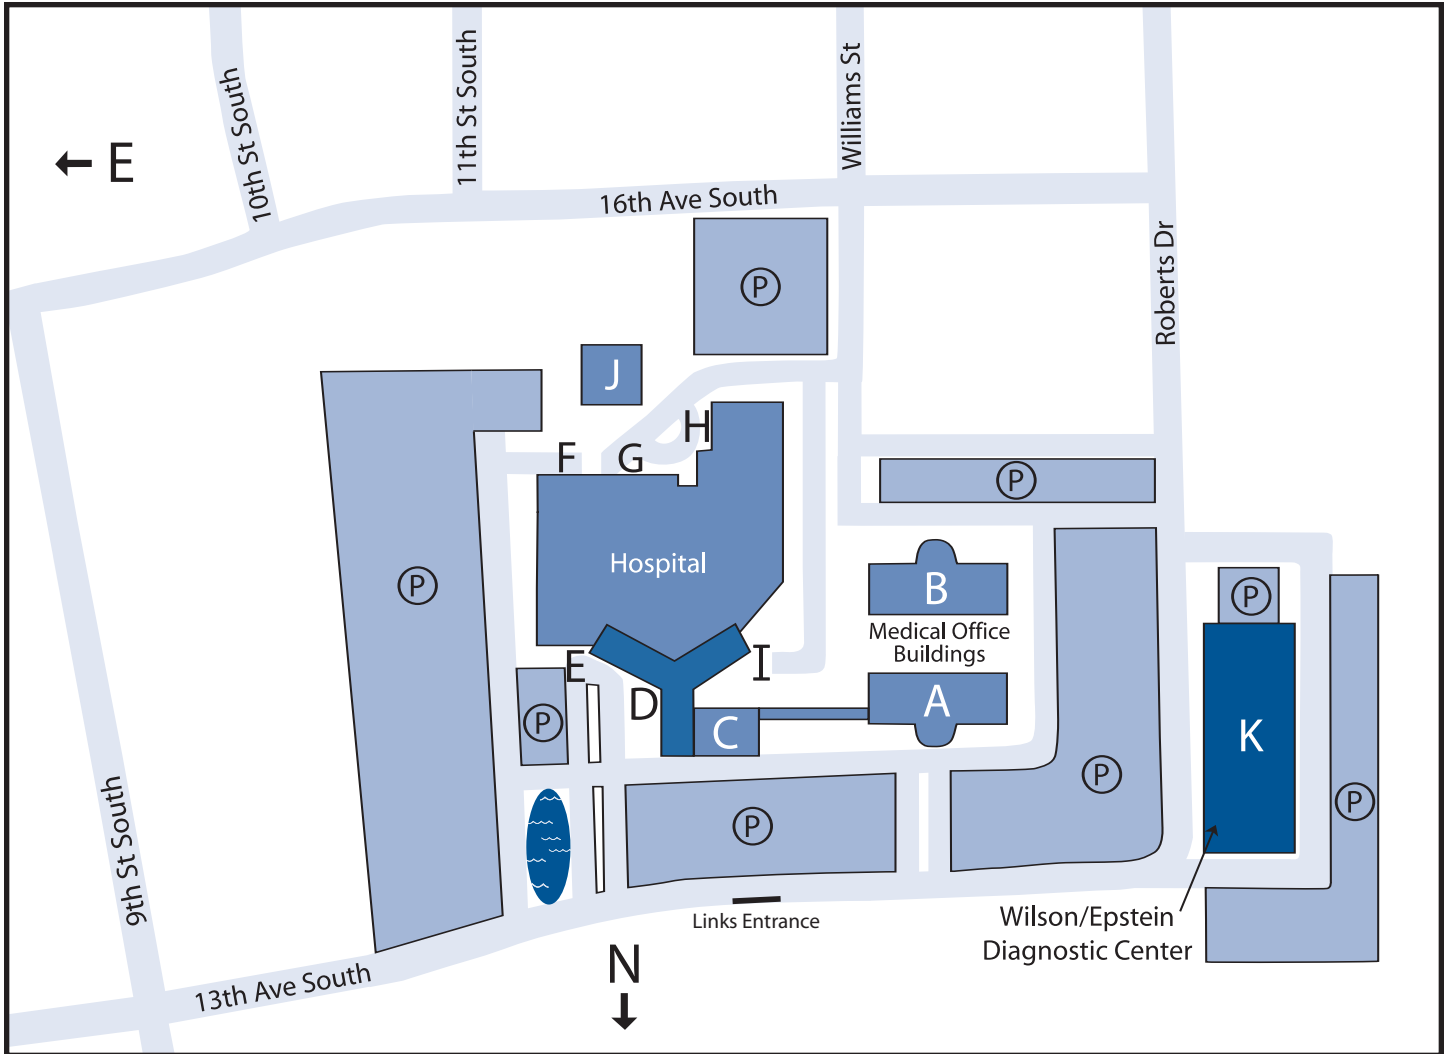 10th St South
11th St South
Williams St
E
16th Ave South
Roberts Dr
P
J
H
F
G
P
Hospital
P
B
P
Medical Office
Buildings
E
I
D
A
P
C
K
P
P
P
9th St South
Links Entrance
Wilson/Epstein
Diagnostic Center
N
13th Ave South